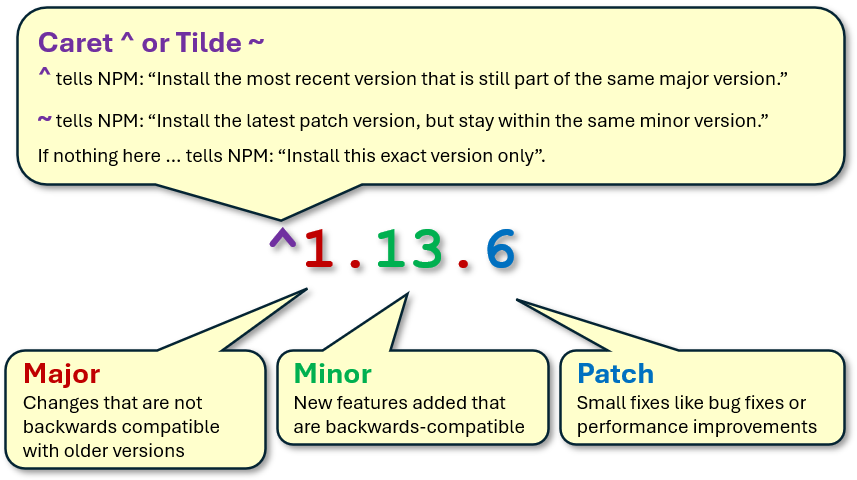 Caret ^ or Tilde ~
^ tells NPM: “Install the most recent version that is still part of the same major version.”
~ tells NPM: “Install the latest patch version, but stay within the same minor version.”
If nothing here ... tells NPM: “Install this exact version only”.
^1.13.6
Major
Changes that are not
backwards compatible
with older versions
Minor
New features added that
are backwards-compatible
Patch
Small fixes like bug fixes or
performance improvements